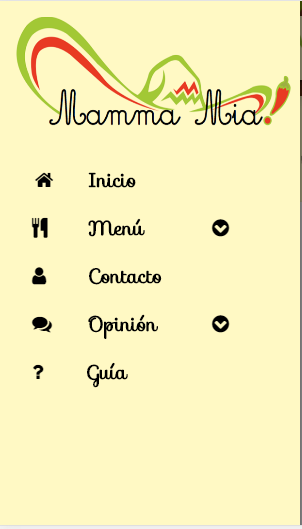 Mamma Mia!
Inicio
Menú
Contacto
Opinión
? Guía